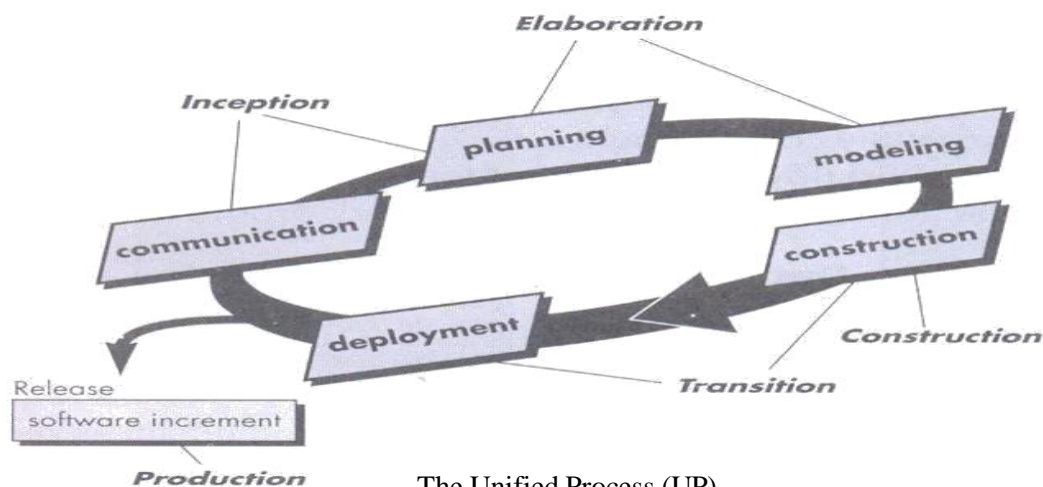 Elaboration
Inception
planning
modeling
communication
construction
deployment
Construction
Transition
Release
software increment
Production
The Unified Process (UP)